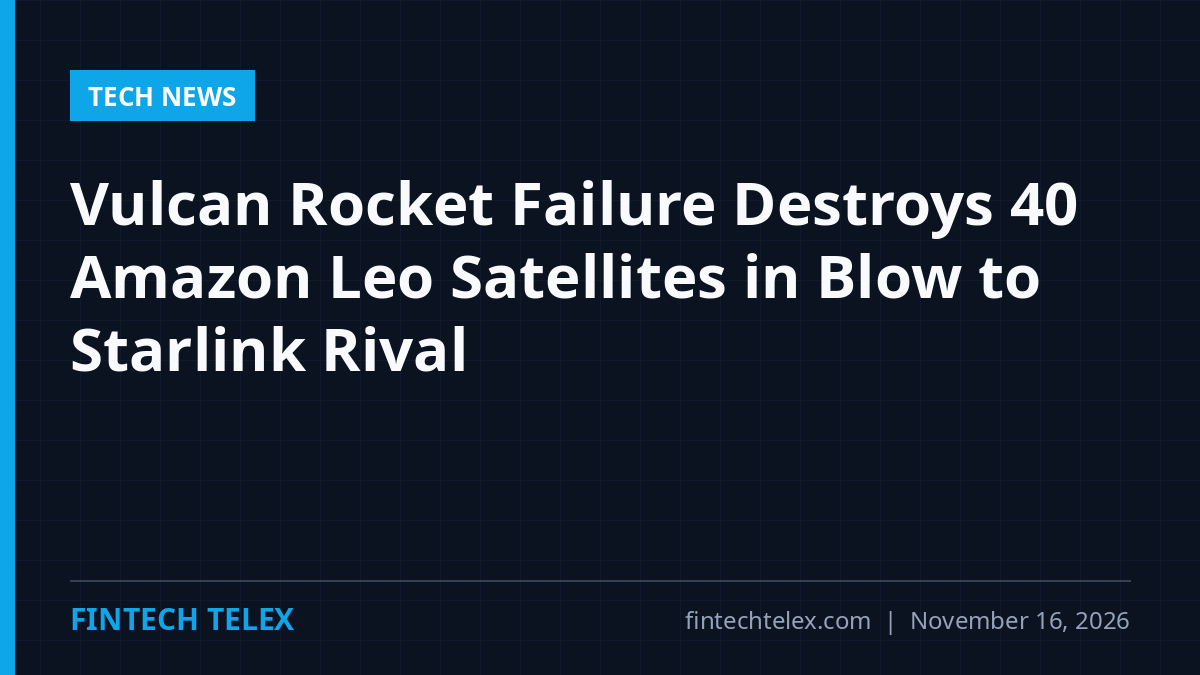 TECH NEWS
Vulcan Rocket Failure Destroys 40
Amazon Leo Satellites in Blow to
Starlink Rival
FINTECH TELEX
fintechtelex.com | November 16, 2026